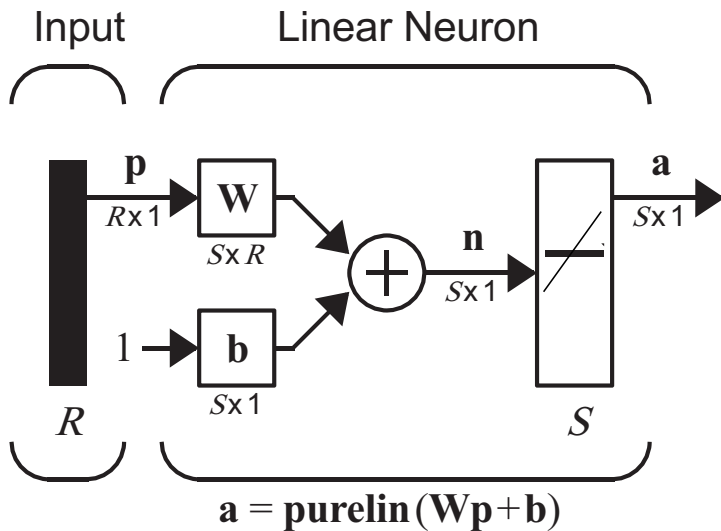 Input
Linear Neuron
p
R x 1
W
S x R
1
b
S x 1
n
S x 1
a
S x 1
R
S
a = purelin (Wp + b)